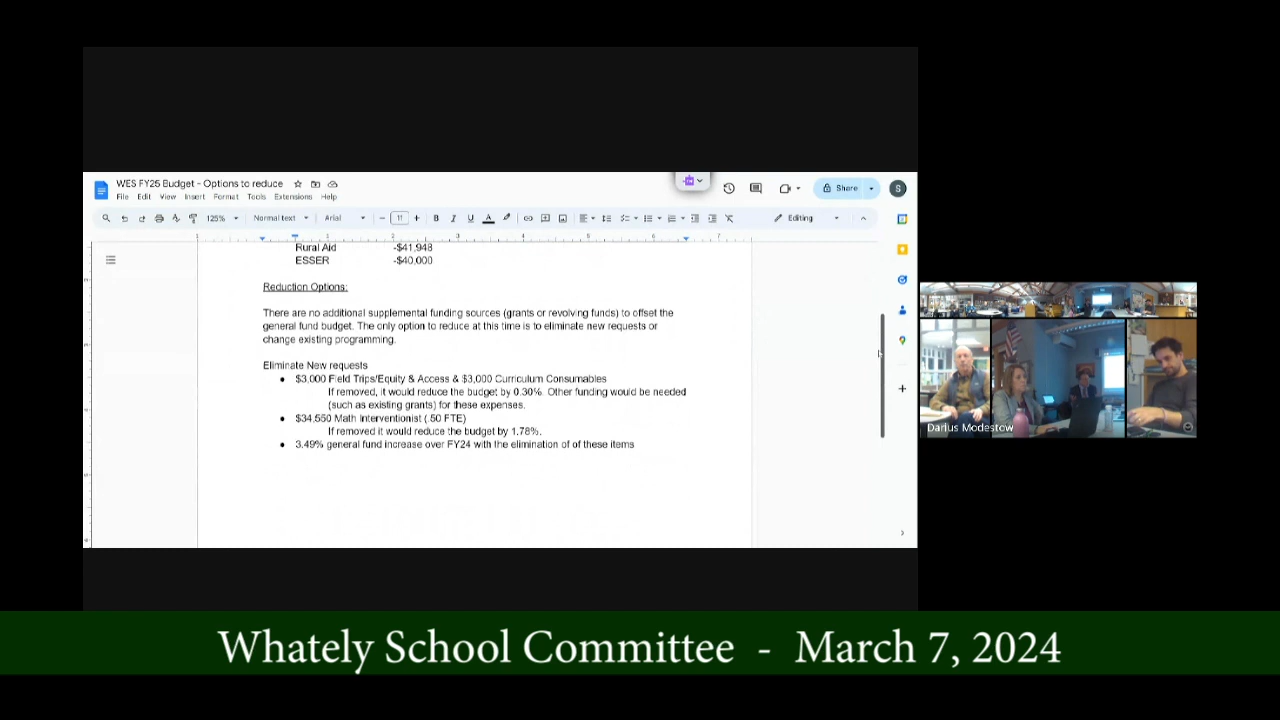 WES FY25 Budget - Options to reduce
File Edit View Insert Format Tools Extensions Help
Share
S
125% Normal text Arial 11 B I U A Editing
Rural Aid -$41,948
ESSER -$40,000
Reduction Options:
There are no additional supplemental funding sources (grants or revolving funds) to offset the
general fund budget. The only option to reduce at this time is to eliminate new requests or
change existing programming.
Eliminate New requests
● $3,000 Field Trips/Equity & Access & $3,000 Curriculum Consumables
If removed, it would reduce the budget by 0.30% Other funding would be needed
(such as existing grants) for these expenses.
● $34,550 Math Interventionist (.50 FTE)
If removed it would reduce the budget by 1.78%.
● 3.49% general fund increase over FY24 with the elimination of of these items
Darius Modestow
Whately School Committee - March 7, 2024